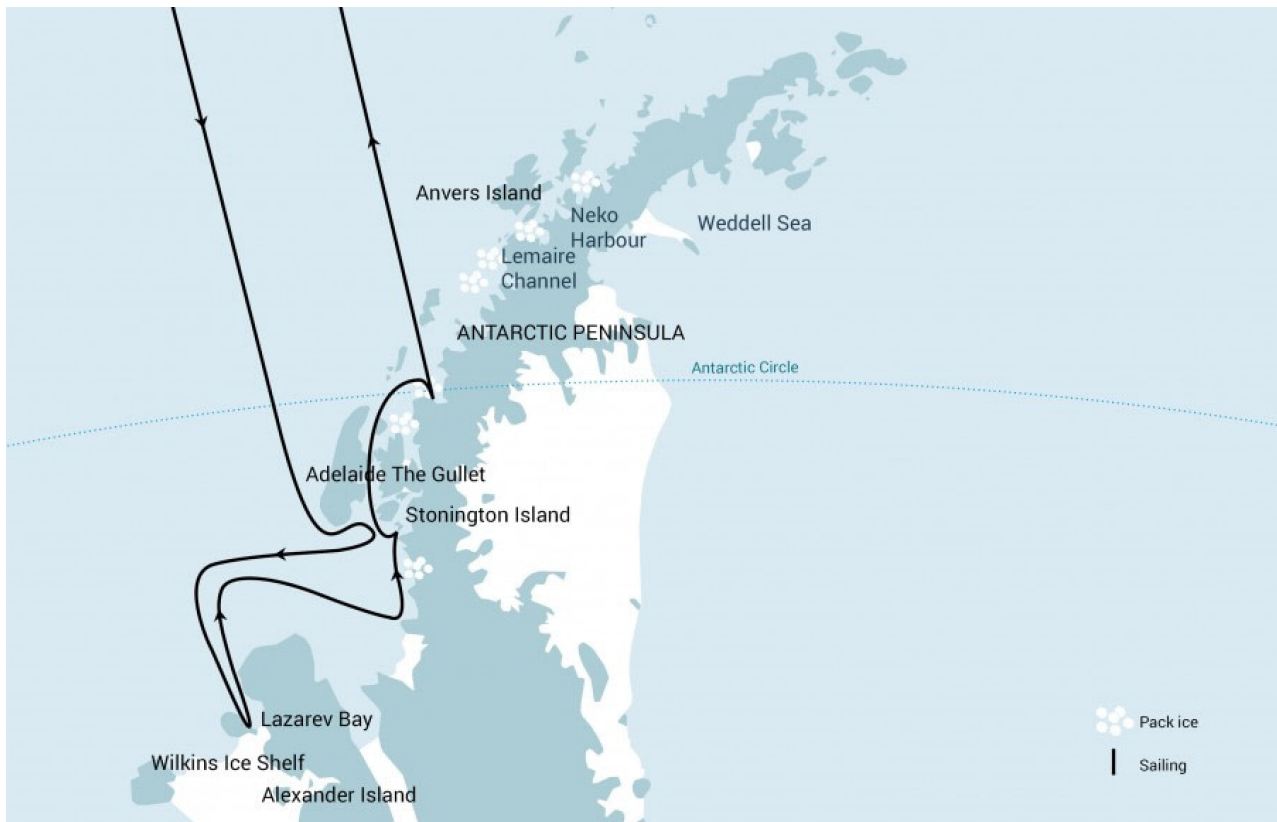 Anvers Island
Neko
Harbour
Weddell Sea
Lemaire
Channel
ANTARCTIC PENINSULA
Antarctic Circle
Adelaide The Gullet
Stonington Island
Lazarev Bay
Pack ice
Wilkins Ice Shelf
Sailing
Alexander Island